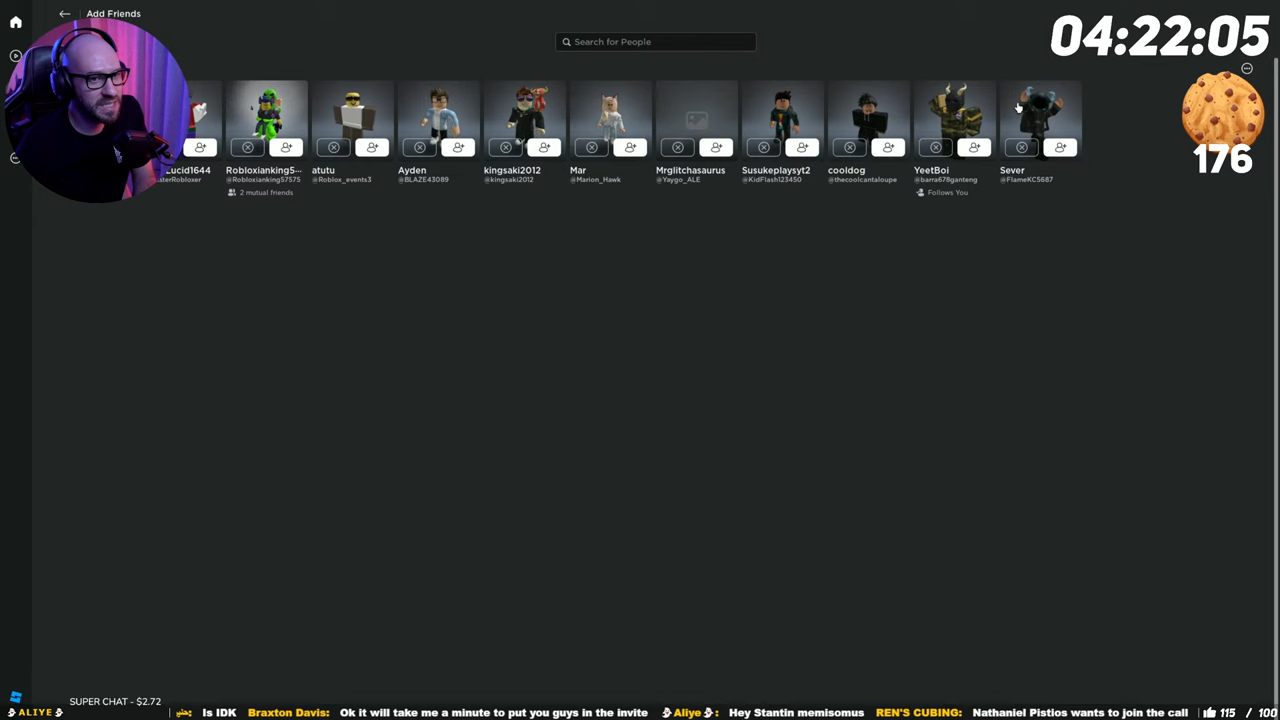 Add Friends
04:22:05
Search for People
176
Lucid1644
Robloxianking5...
atutu
Ayden
kingsaki2012
Mar
Mrglitchasaurus
Susukeplaysyt2
cooldog
YeetBoi
Sever
aterRobloxer
@Robloxianking57575
@Roblox_events3
@BLAZE43089
@kingsaki2012
@Marion_Hawk
@Yaygo_ALE
@KidFlash123450
@thecoolcantaloupe
@barra678ganteng
@FlameKC5687
2 mutual friends
Follows You
SUPER CHAT - $2.72
ALIYE
Is IDK Braxton Davis: Ok it will take me a minute to put you guys in the invite Aliye : Hey Stantin memisomus REN'S CUBING: Nathaniel Pistios wants to join the call
115 / 100